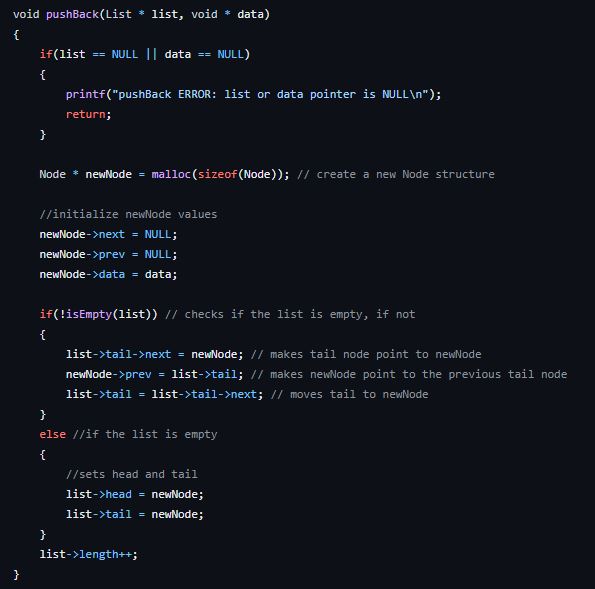 void pushBack(List * list, void * data)
{
    if(list == NULL || data == NULL)
    {
        printf("pushBack ERROR: list or data pointer is NULL\n");
        return;
    }

    Node * newNode = malloc(sizeof(Node)); // create a new Node structure

    //initialize newNode values
    newNode->next = NULL;
    newNode->prev = NULL;
    newNode->data = data;

    if(!isEmpty(list)) // checks if the list is empty, if not
    {
        list->tail->next = newNode; // makes tail node point to newNode
        newNode->prev = list->tail; // makes newNode point to the previous tail node
        list->tail = list->tail->next; // moves tail to newNode
    }
    else //if the list is empty
    {
        //sets head and tail
        list->head = newNode;
        list->tail = newNode;
    }
    list->length++;
}